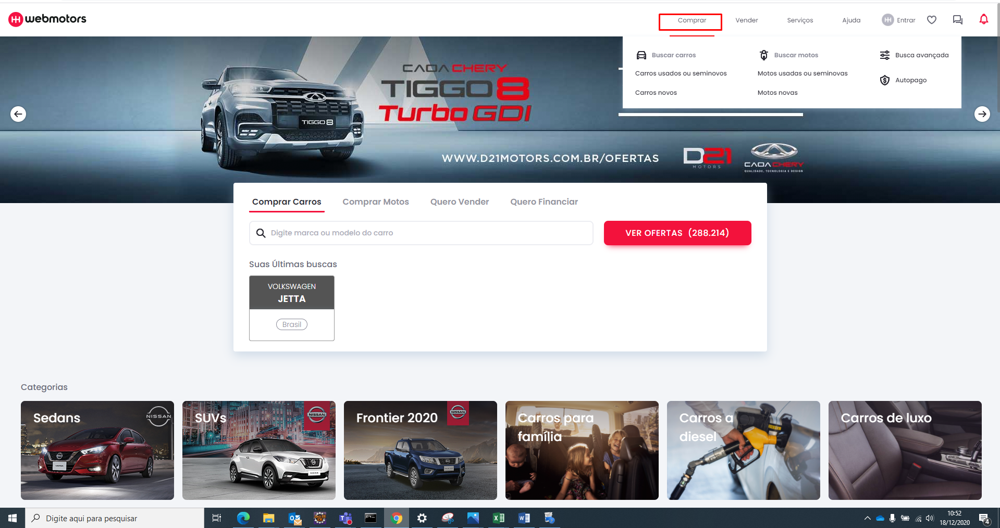 webmotors
Comprar
Vender
Serviços
Ajuda
Entrar
Buscar carros
Buscar motos
Busca avançada
Carros usados ou seminovos
Motos usadas ou seminovas
Autopago
Carros novos
Motos novas
CAOA CHERY
TIGGO 8
Turbo GDI
TIGGO 8
WWW.D21MOTORS.COM.BR/OFERTAS
D21
MOTORS
CAOA CHERY
QUALIDADE, TECNOLOGIA E DESIGN
Comprar Carros
Comprar Motos
Quero Vender
Quero Financiar
Digite marca ou modelo do carro
VER OFERTAS (288.214)
Suas Últimas buscas
VOLKSWAGEN
JETTA
Brasil
Categorias
Sedans
NISSAN
SUVs
NISSAN
KICKS
Frontier 2020
NISSAN
Carros para
família
Carros a
diesel
Carros de luxo
Digite aqui para pesquisar
10:52
18/12/2020
4